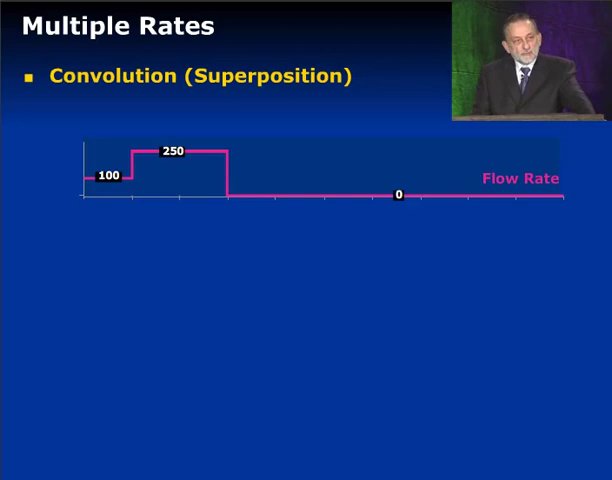 Multiple Rates
Convolution (Superposition)
250
100
Flow Rate
0